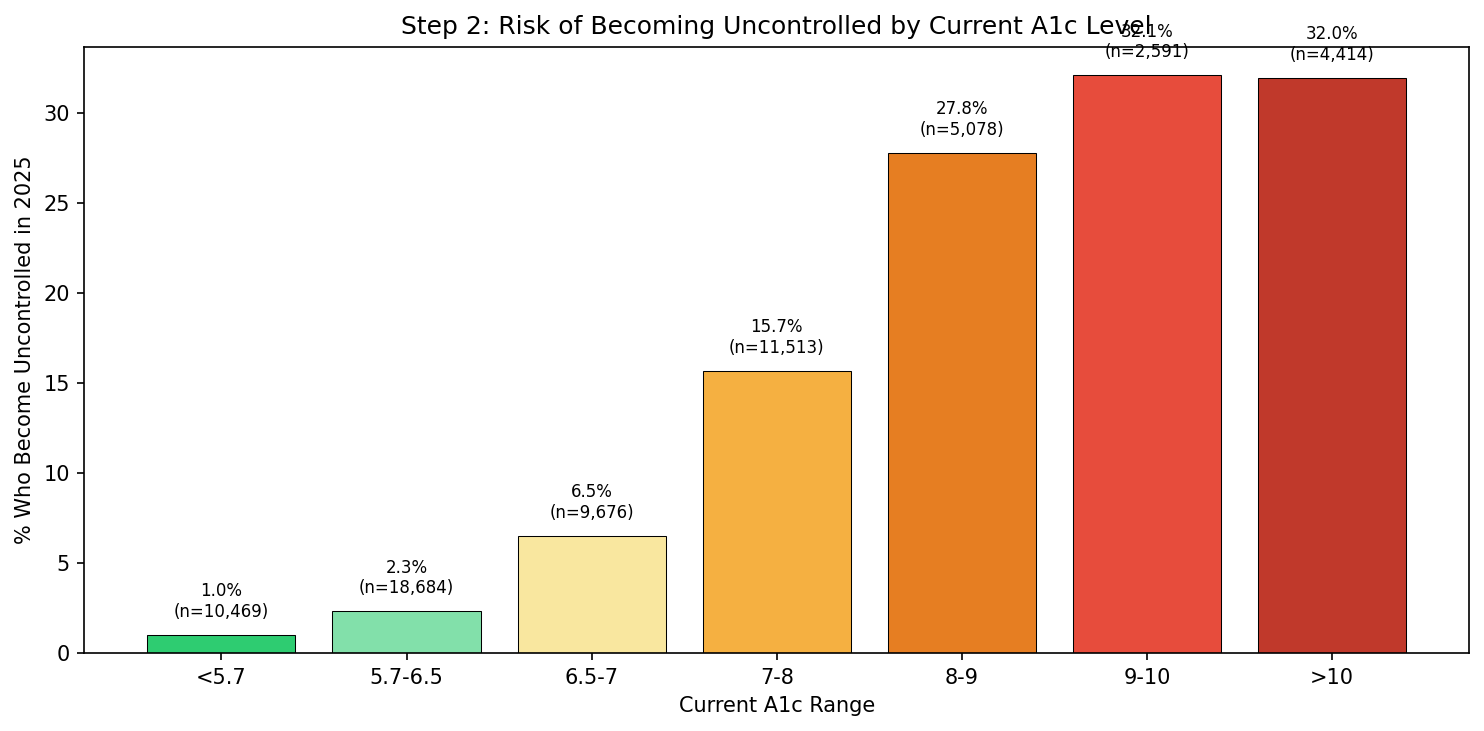 Step 2: Risk of Becoming Uncontrolled by Current A1c Level
32.1%
(n=2,591)
32.0%
(n=4,414)
27.8%
(n=5,078)
15.7%
(n=11,513)
6.5%
(n=9,676)
2.3%
(n=18,684)
1.0%
(n=10,469)
% Who Become Uncontrolled in 2025
30
25
20
15
10
5
0
<5.7
5.7-6.5
6.5-7
7-8
8-9
9-10
>10
Current A1c Range